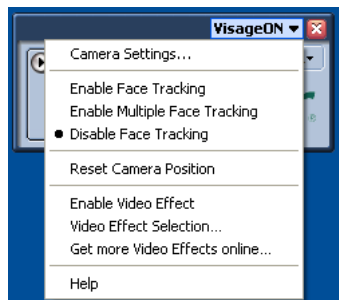 VisageON
Camera Settings...
Enable Face Tracking
Enable Multiple Face Tracking
Disable Face Tracking
Reset Camera Position
Enable Video Effect
Video Effect Selection...
Get more Video Effects online...
Help